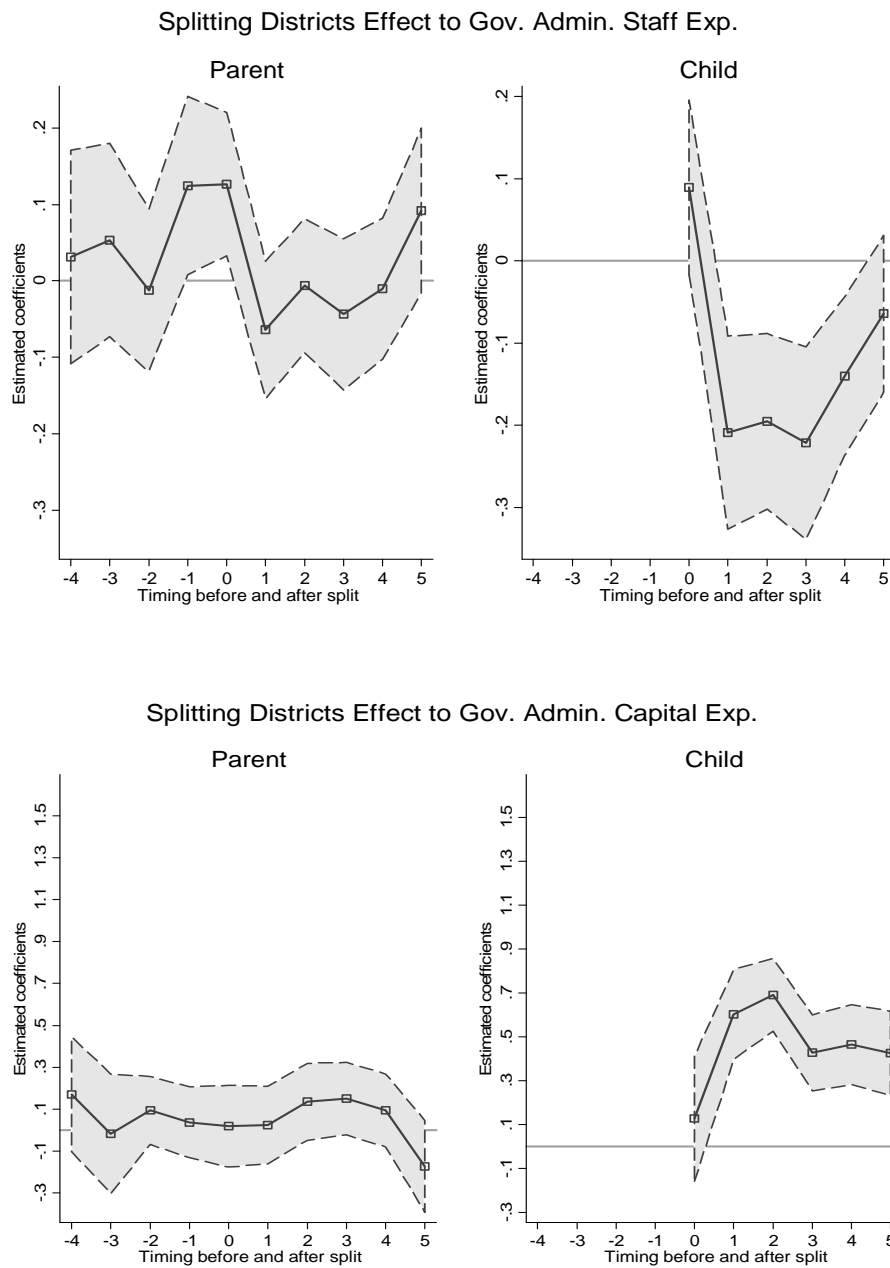 Splitting Districts Effect to Gov. Admin. Staff Exp.
Parent
Child
Estimated coefficients
.2
.1
0
-.1
-.2
-.3
-4 -3 -2 -1 0 1 2 3 4 5
Timing before and after split
Estimated coefficients
.2
.1
0
-.1
-.2
-.3
-4 -3 -2 -1 0 1 2 3 4 5
Timing before and after split
Splitting Districts Effect to Gov. Admin. Capital Exp.
Parent
Child
Estimated coefficients
1.5
1.3
1.1
.9
.7
.5
.3
.1
-.1
-.3
-4 -3 -2 -1 0 1 2 3 4 5
Timing before and after split
Estimated coefficients
1.5
1.3
1.1
.9
.7
.5
.3
.1
-.1
-.3
-4 -3 -2 -1 0 1 2 3 4 5
Timing before and after split